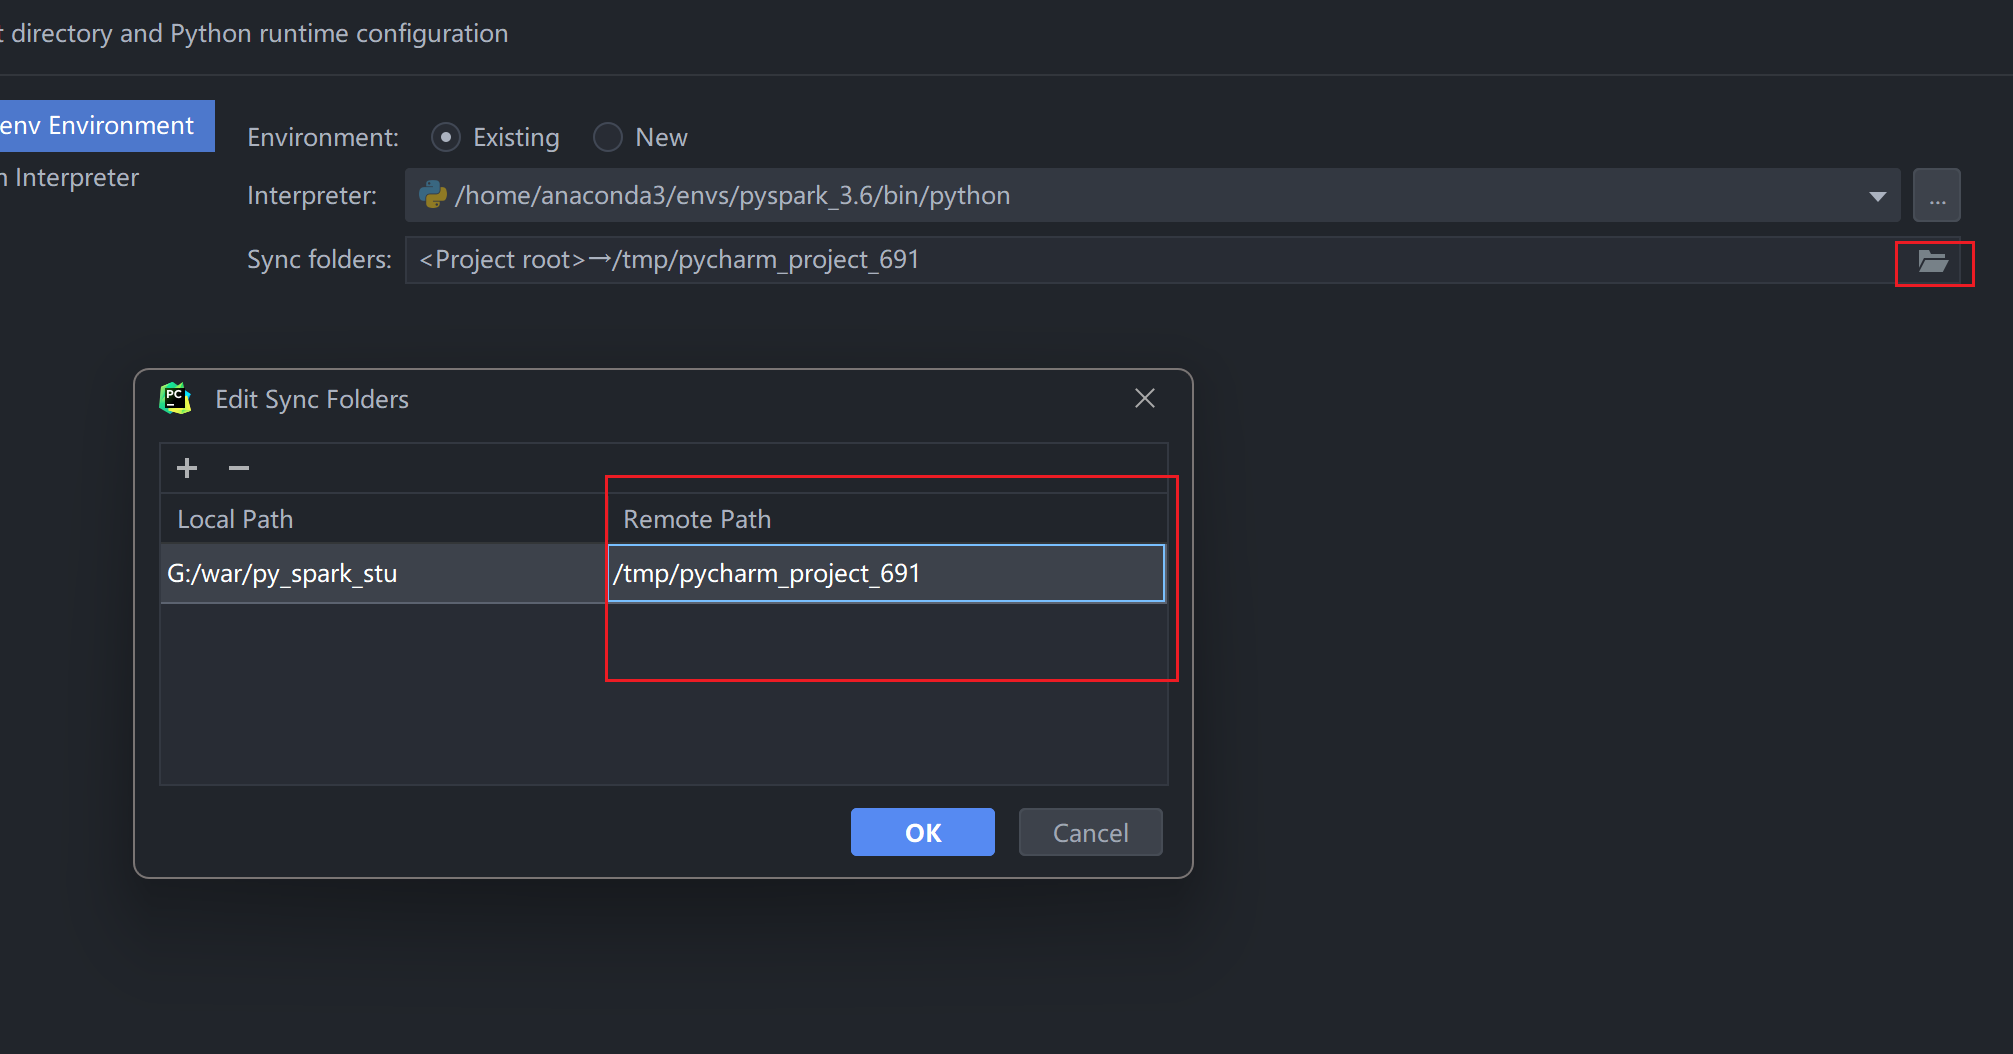 t directory and Python runtime configuration
env Environment
n Interpreter
Environment: Existing New
Interpreter: /home/anaconda3/envs/pyspark_3.6/bin/python ...
Sync folders: <Project root>→/tmp/pycharm_project_691
PC Edit Sync Folders
Local Path Remote Path
G:/war/py_spark_stu /tmp/pycharm_project_691
OK Cancel